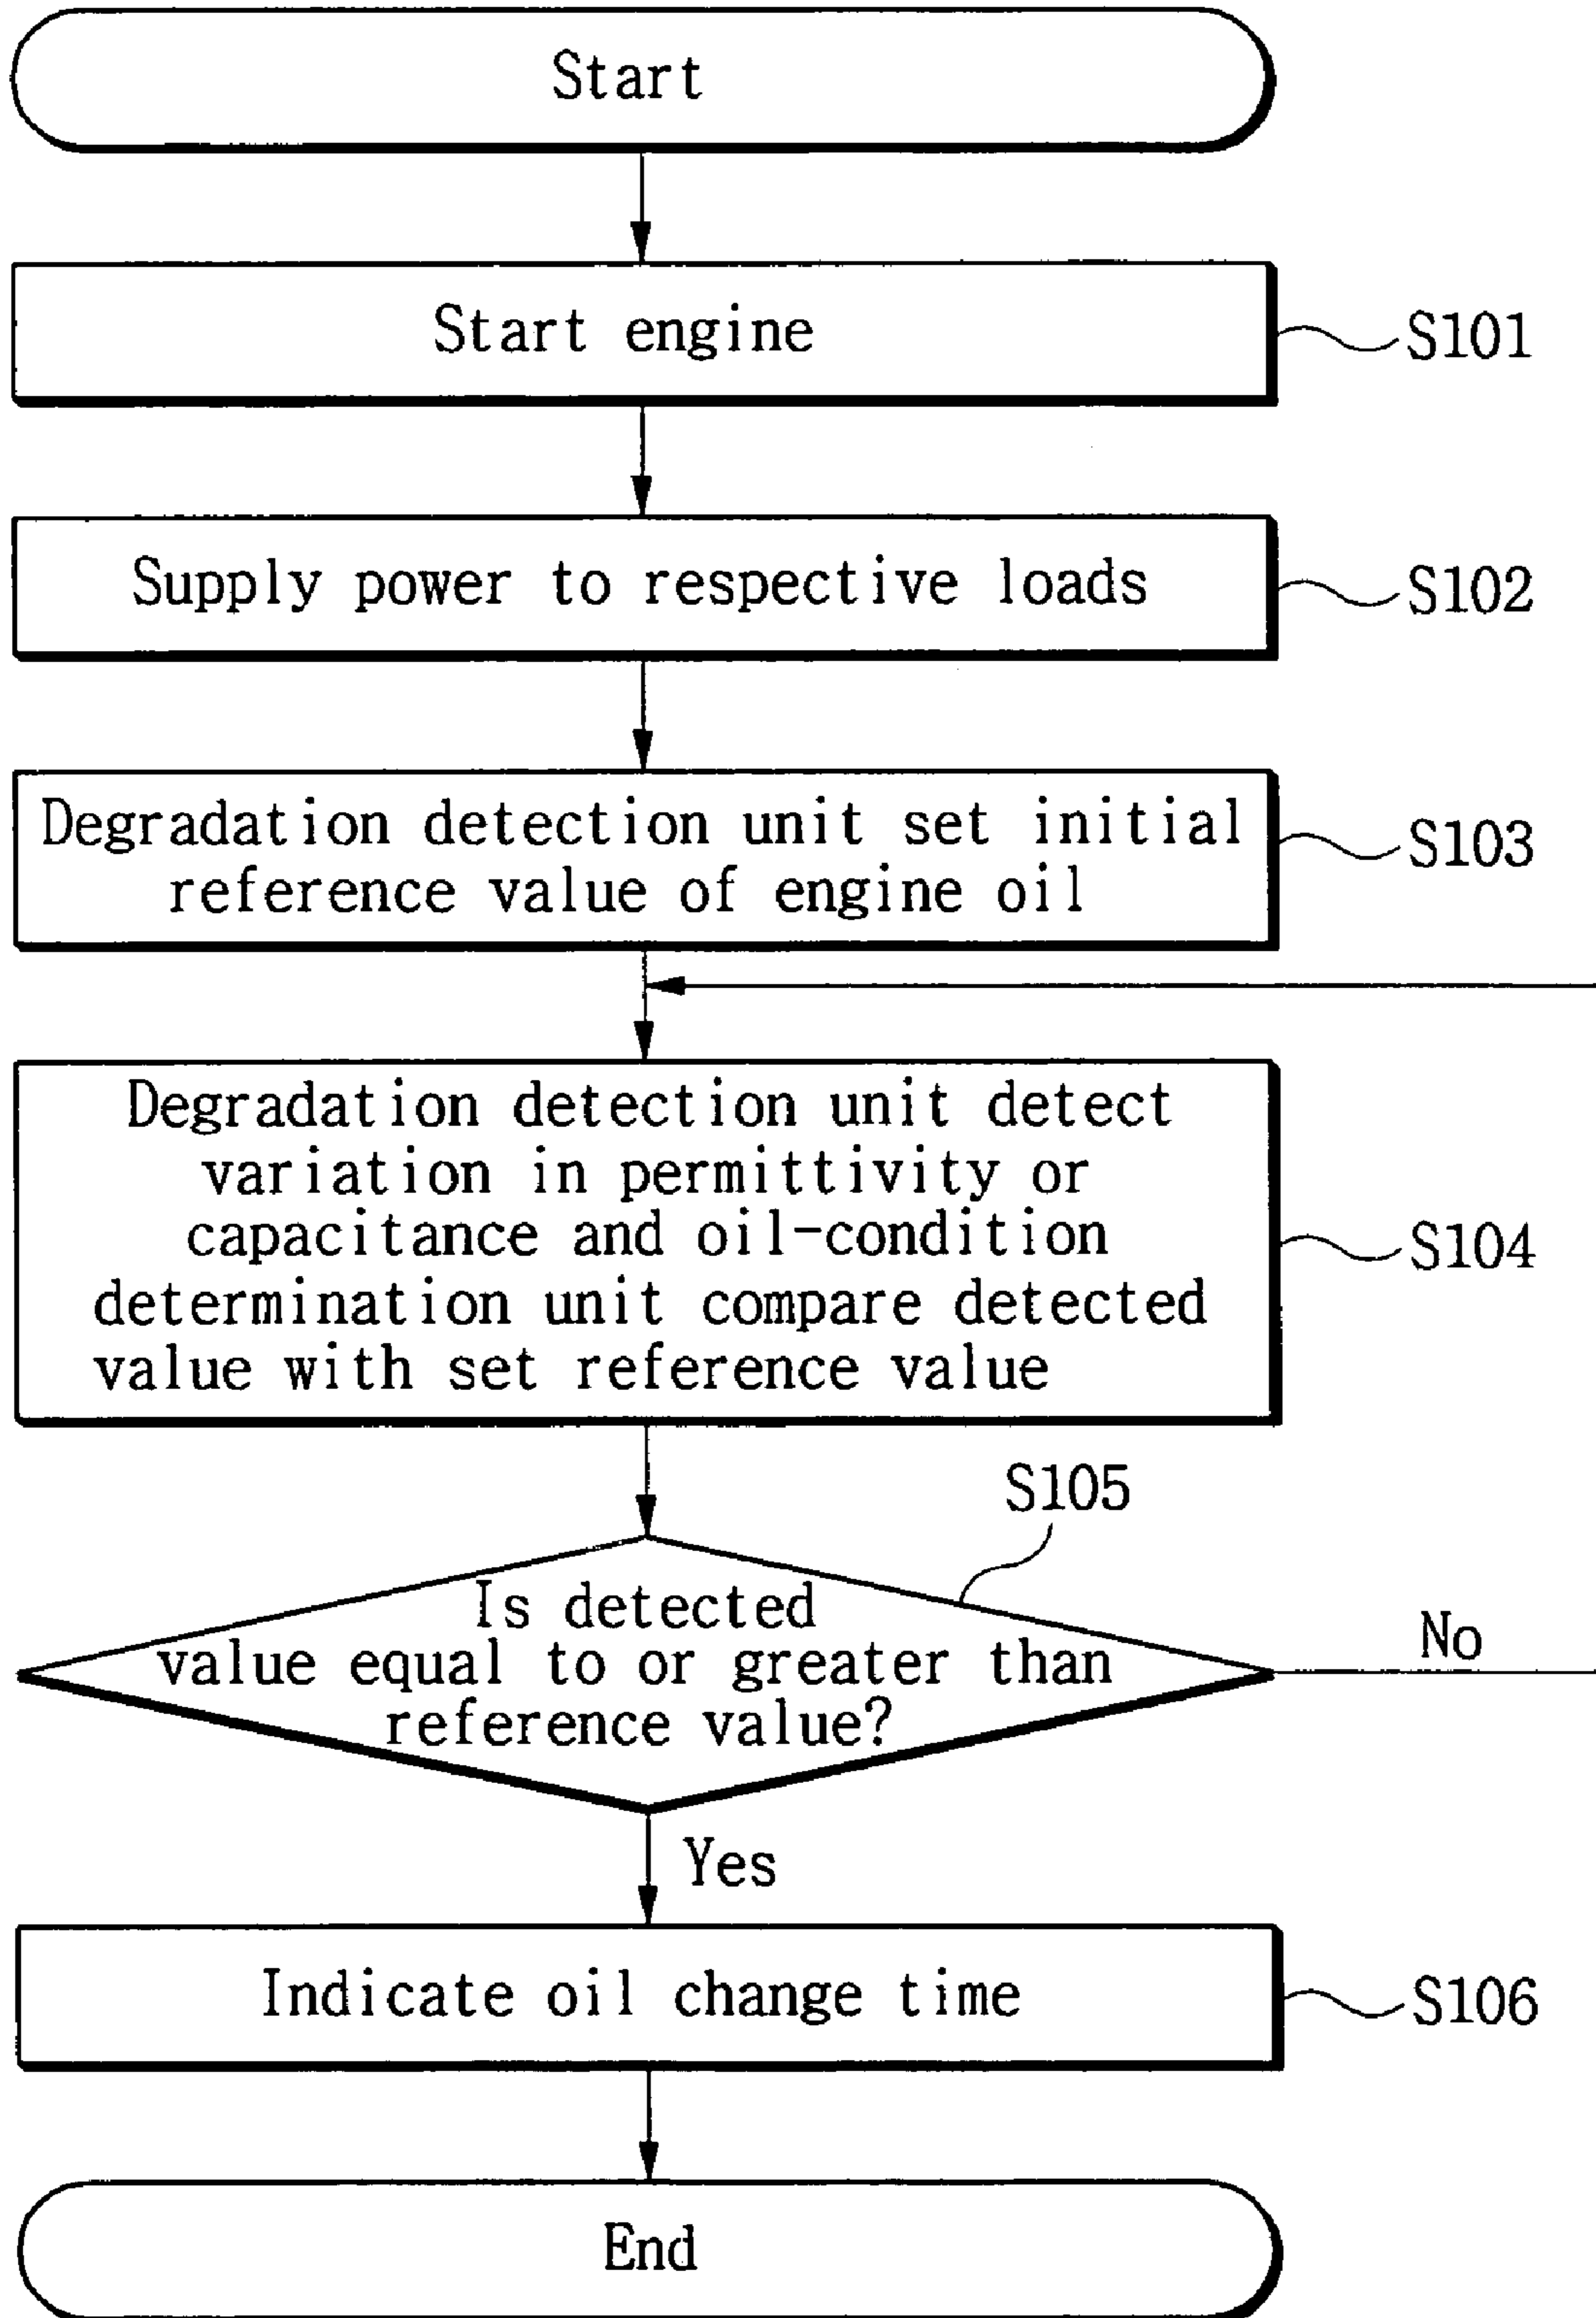 Start
Start engine
S101
Supply power to respective loads
S102
Degradation detection unit set initial
reference value of engine oil
S103
Degradation detection unit detect
variation in permittivity or
capacitance and oil-condition
determination unit compare detected
value with set reference value
S104
S105
Is detected
value equal to or greater than
reference value?
No
Yes
Indicate oil change time
S106
End